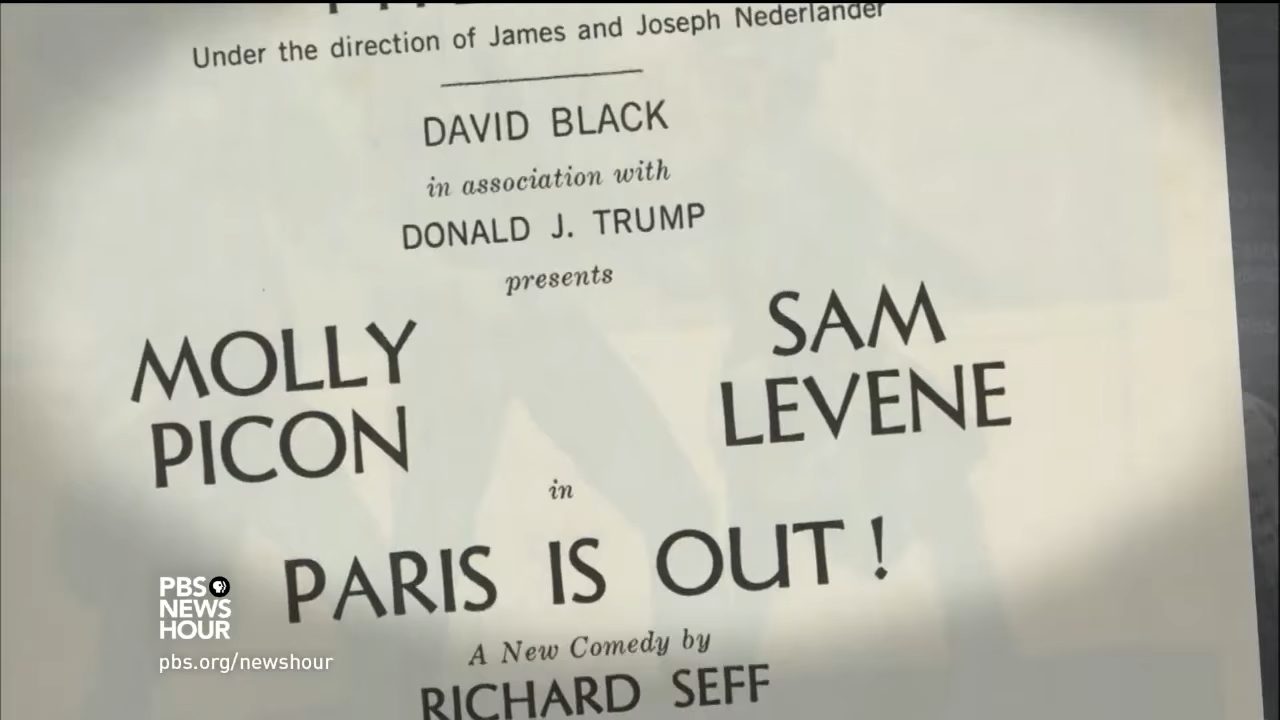 Under the direction of James and Joseph Nederlander
DAVID BLACK
in association with
DONALD J. TRUMP
presents
MOLLY
PICON
SAM
LEVENE
in
PARIS IS OUT!
A New Comedy by
RICHARD SEFF
PBS
NEWS
HOUR
pbs.org/newshour